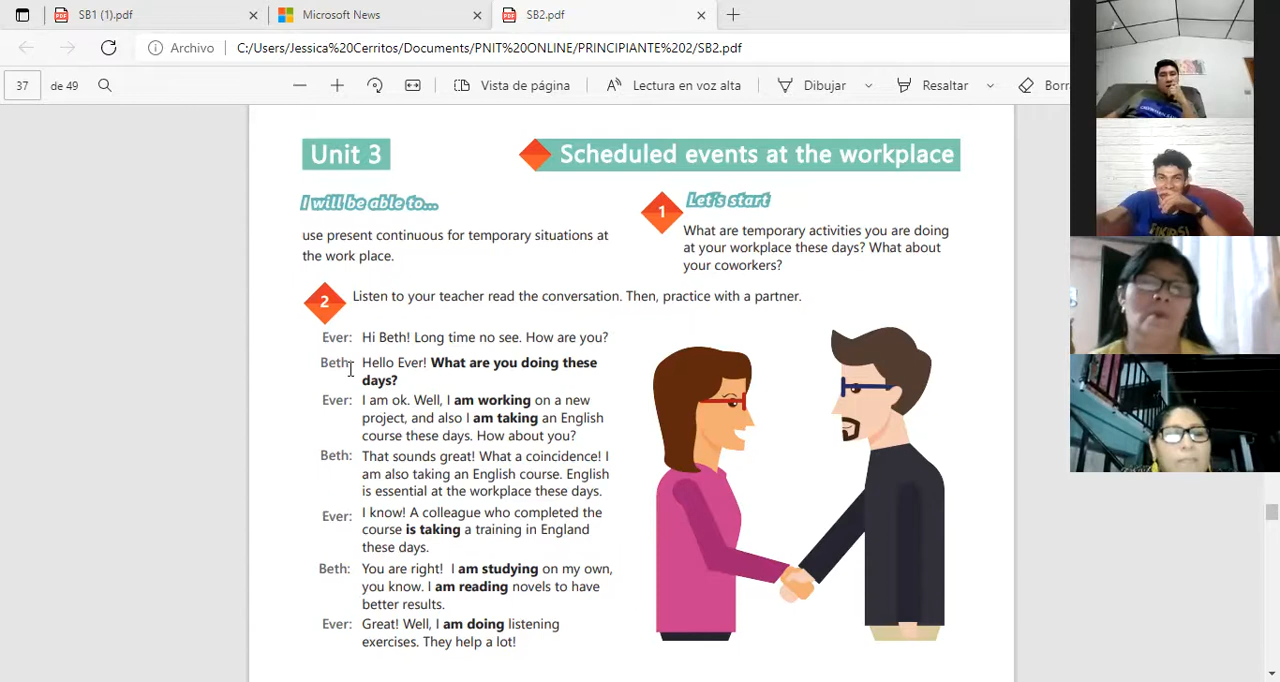 SB1 (1).pdf
Microsoft News
SB2.pdf
Archivo
C:/Users/Jessica%20Cerritos/Documents/PNIT%20ONLINE/PRINCIPIANTE%202/SB2.pdf
37
de 49
Vista de página
Lectura en voz alta
Dibujar
Resaltar
Borr
Unit 3
Scheduled events at the workplace
I will be able to...
use present continuous for temporary situations at
the work place.
1
Let's start
What are temporary activities you are doing
at your workplace these days? What about
your coworkers?
2
Listen to your teacher read the conversation. Then, practice with a partner.
Ever: Hi Beth! Long time no see. How are you?
Beth: Hello Ever! What are you doing these
days?
Ever: I am ok. Well, I am working on a new
project, and also I am taking an English
course these days. How about you?
Beth: That sounds great! What a coincidence! I
am also taking an English course. English
is essential at the workplace these days.
Ever: I know! A colleague who completed the
course is taking a training in England
these days.
Beth: You are right! I am studying on my own,
you know. I am reading novels to have
better results.
Ever: Great! Well, I am doing listening
exercises. They help a lot!